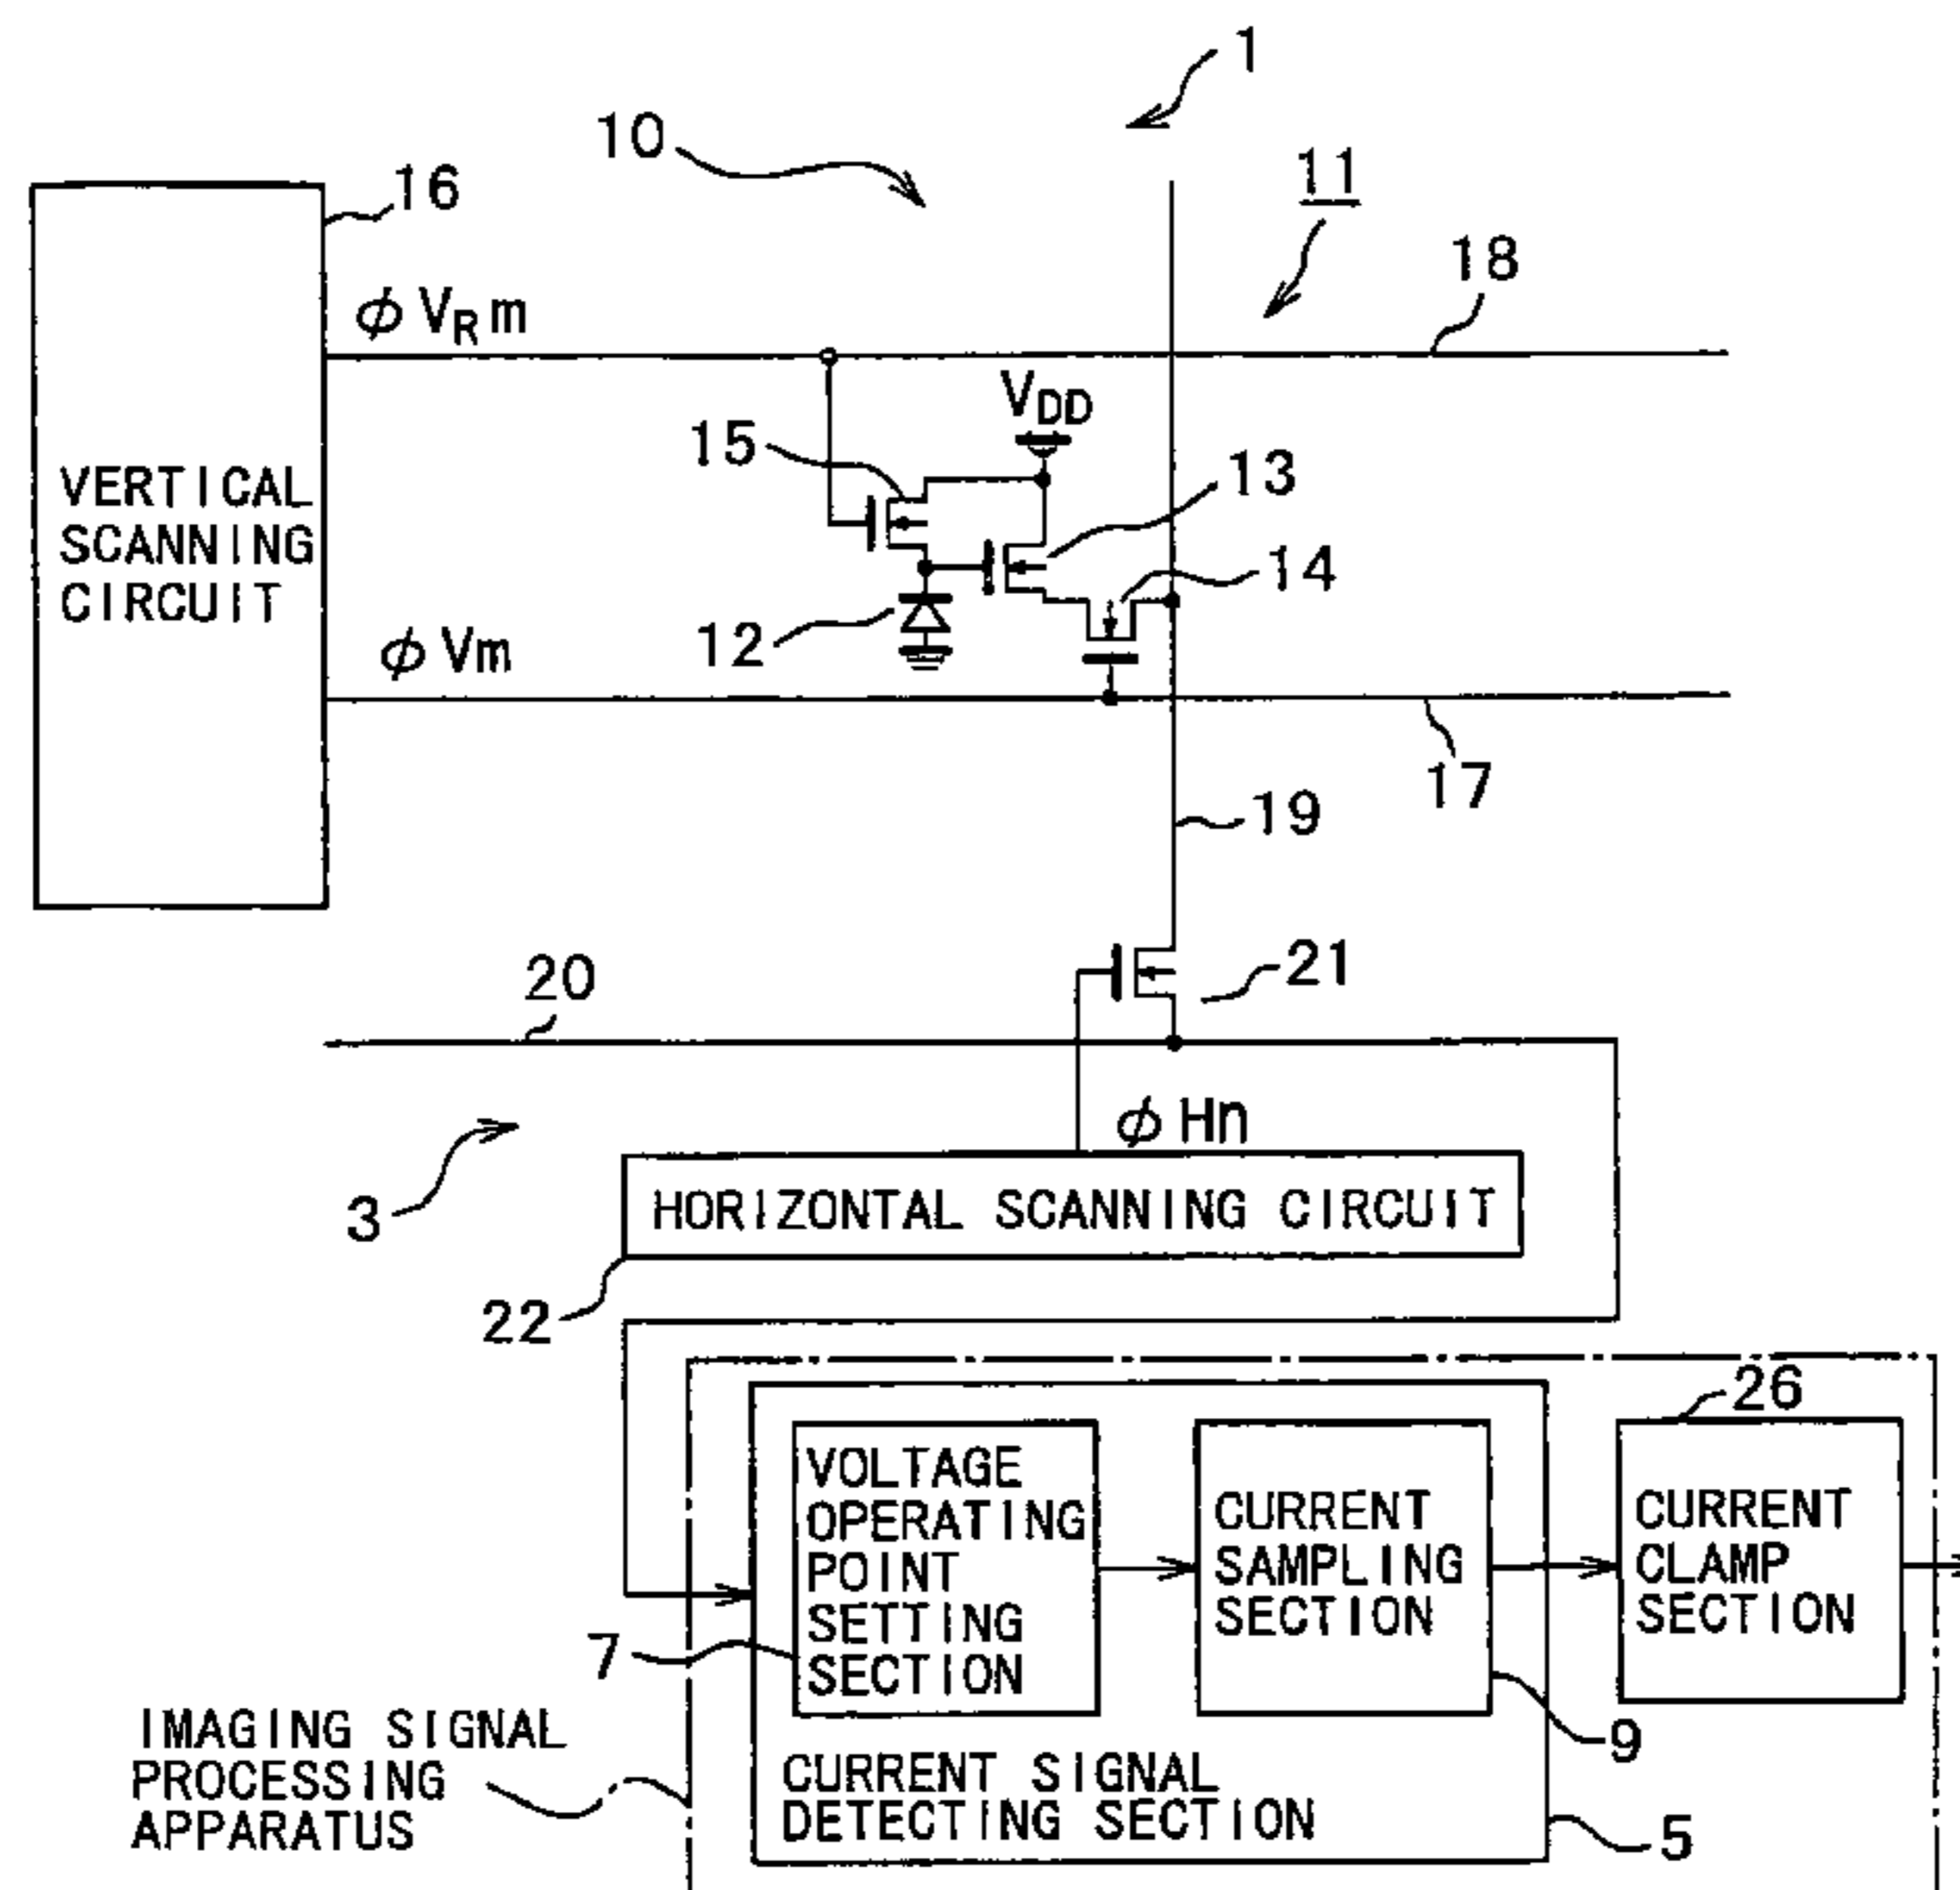 1
10
11
16
18
φ V_R m
V_DD
15
13
14
VERTICAL
SCANNING
CIRCUIT
12
φ Vm
17
19
20
21
φ Hn
3
HORIZONTAL SCANNING CIRCUIT
22
26
VOLTAGE
OPERATING
POINT
SETTING
SECTION
CURRENT
SAMPLING
SECTION
CURRENT
CLAMP
SECTION
7
9
IMAGING SIGNAL
PROCESSING
APPARATUS
CURRENT SIGNAL
DETECTING SECTION
5